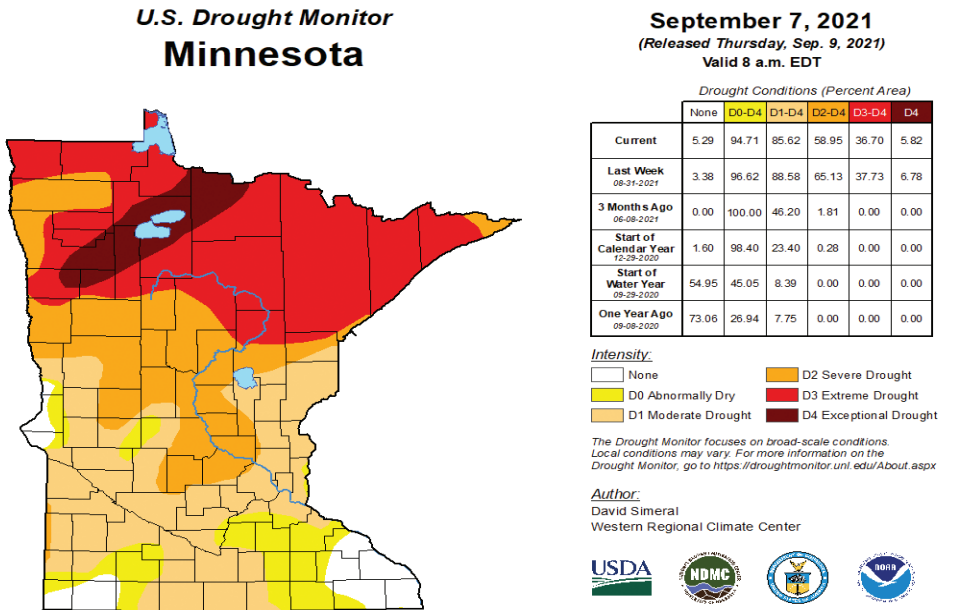 U.S. Drought Monitor
Minnesota
September 7, 2021
(Released Thursday, Sep. 9, 2021)
Valid 8 a.m. EDT
Drought Conditions (Percent Area)
None D0-D4 D1-D4 D2-D4 D3-D4 D4
Current 5.29 94.71 85.62 58.95 36.70 5.82
Last Week
08-31-2021 3.38 96.62 88.58 65.13 37.73 6.78
3 Months Ago
06-08-2021 0.00 100.00 46.20 1.81 0.00 0.00
Start of
Calendar Year
12-29-2020 1.60 98.40 23.40 0.28 0.00 0.00
Start of
Water Year
09-29-2020 54.95 45.05 8.39 0.00 0.00 0.00
One Year Ago
09-08-2020 73.06 26.94 7.75 0.00 0.00 0.00
Intensity:
None
D0 Abnormally Dry
D1 Moderate Drought
D2 Severe Drought
D3 Extreme Drought
D4 Exceptional Drought
The Drought Monitor focuses on broad-scale conditions.
Local conditions may vary. For more information on the
Drought Monitor, go to https://droughtmonitor.unl.edu/About.aspx
Author:
David Simeral
Western Regional Climate Center
USDA
NDMC
NOAA